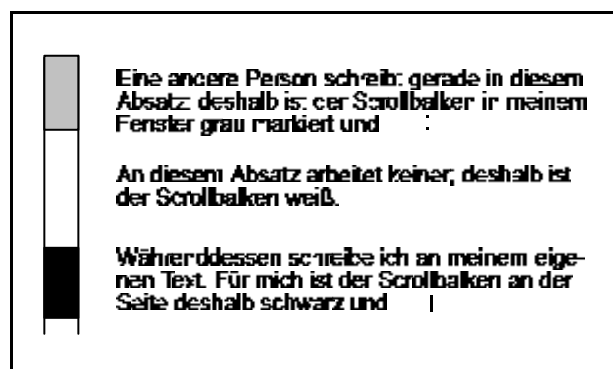 Eine andere Person schreibt gerade in diesem
Absatz, deshalb ist der Scrollbalken in meinem
Fenster grau markiert und
An diesem Absatz arbeitet keiner, deshalb ist
der Scrollbalken weiß.
Währenddessen schreibe ich an meinem eige-
nen Text. Für mich ist der Scrollbalken an der
Seite deshalb schwarz und